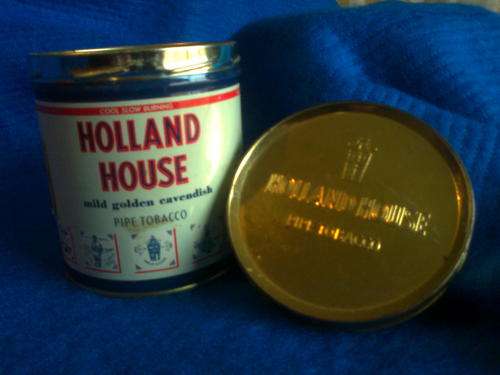 COOL SLOW BURNING
HOLLAND
HOUSE
mild golden cavendish
PIPE TOBACCO
HOLLAND HOUSE
PIPE TOBACCO